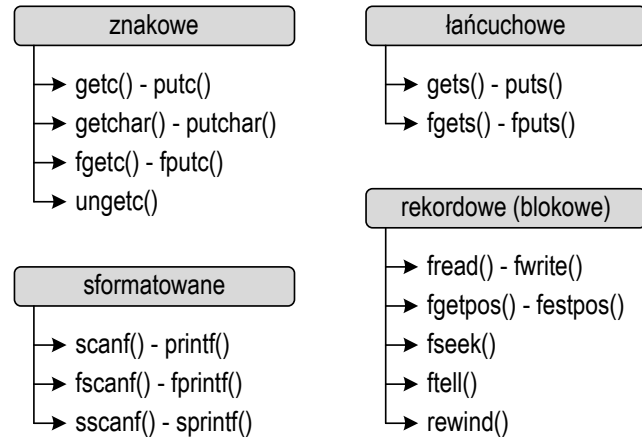 znakowe
getc() - putc()
getchar() - putchar()
fgetc() - fputc()
ungetc()
sformatowane
scanf() - printf()
fscanf() - fprintf()
sscanf() - sprintf()
łańcuchowe
gets() - puts()
fgets() - fputs()
rekordowe (blokowe)
fread() - fwrite()
fgetpos() - festpos()
fseek()
ftell()
rewind()